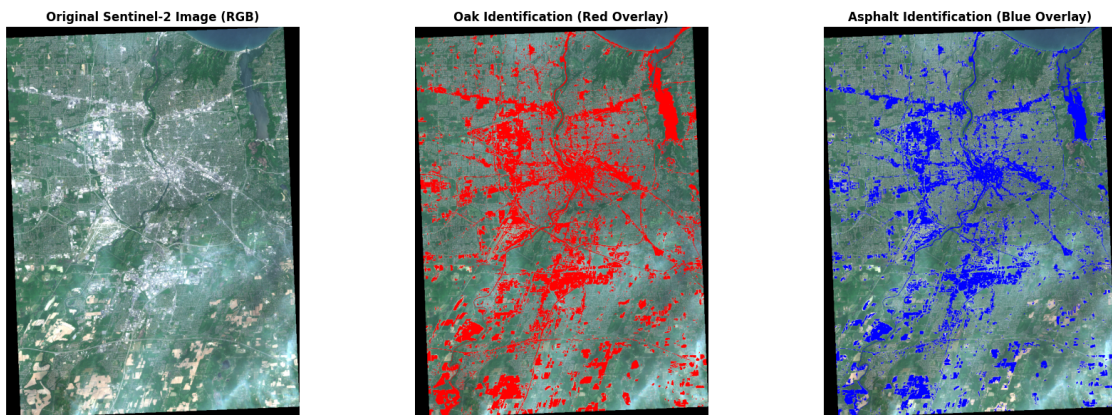 Original Sentinel-2 Image (RGB)
Oak Identification (Red Overlay)
Asphalt Identification (Blue Overlay)